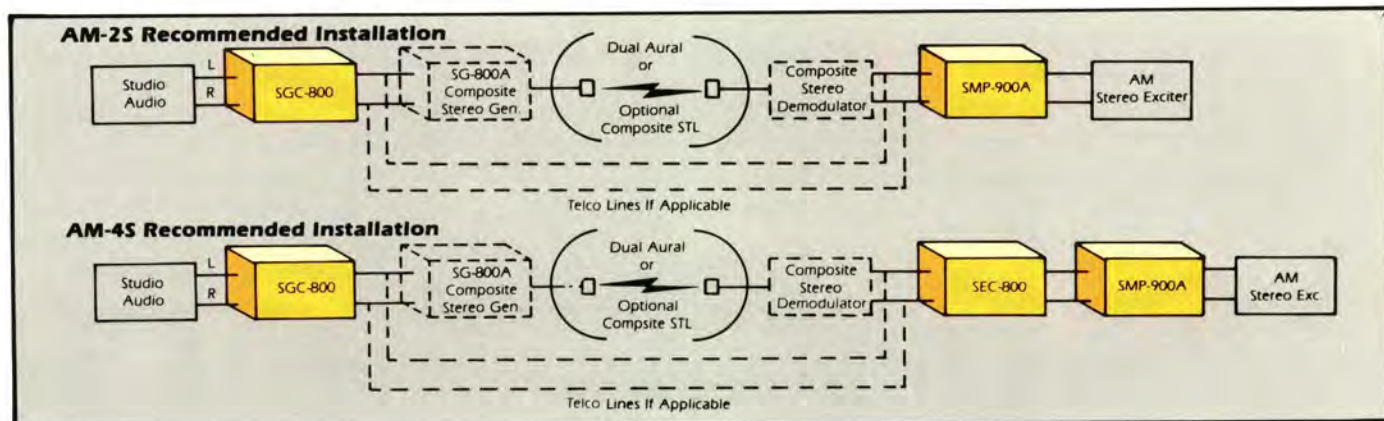 AM-2S Recommended Installation
Studio
Audio
L
R
SGC-800
SG-800A
Composite
Stereo Gen.
Dual Aural
or
Optional
Composite STL
Composite
Stereo
Demodulator
SMP-900A
AM
Stereo Exciter
Telco Lines If Applicable
AM-4S Recommended Installation
Studio
Audio
L
R
SGC-800
SG-800A
Composite
Stereo Gen
Dual Aural
or
Optional
Compsite STL
Composite
Stereo
Demodulator
SEC-800
SMP-900A
AM
Stereo Exc.
Telco Lines If Applicable